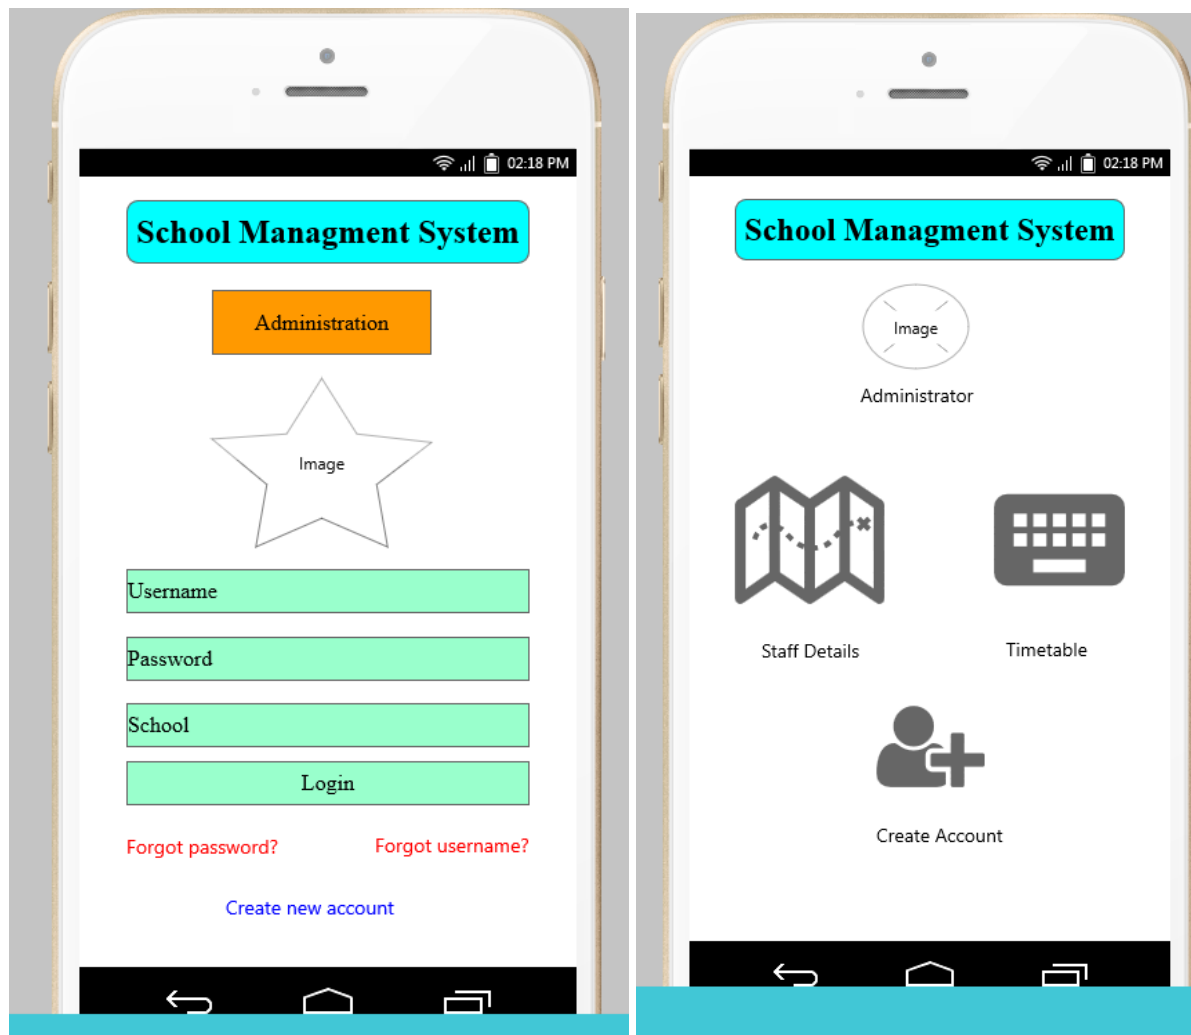 02:18 PM
School Managment System
Administration
Image
Username
Password
School
Login
Forgot password? Forgot username?
Create new account
02:18 PM
School Managment System
Image
Administrator
Staff Details Timetable
Create Account